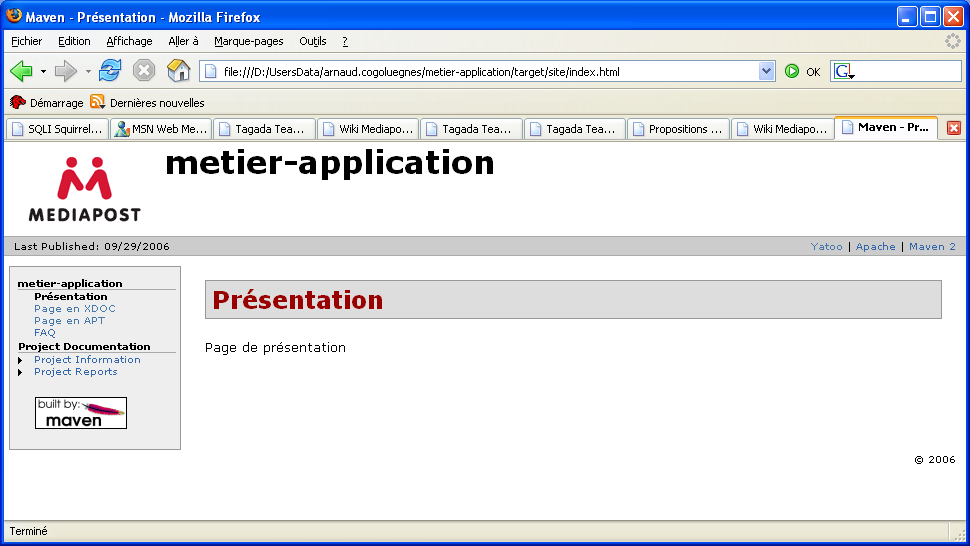 Maven - Présentation - Mozilla Firefox
Fichier Edition Affichage Aller à Marque-pages Outils ?
file:///D:/UsersData/arnaud.cogoluegnes/metier-application/target/site/index.html OK G
Démarrage Dernières nouvelles
SQLI Squirrel... MSN Web Me... Tagada Tea... Wiki Mediapo... Tagada Tea... Tagada Tea... Propositions ... Wiki Mediapo... Maven - Pr...
metier-application
MEDIAPOST
Last Published: 09/29/2006 Yatoo | Apache | Maven 2
metier-application
Présentation
Page en XDOC
Page en APT
FAQ
Project Documentation
Project Information
Project Reports
built by:
maven
Présentation
Page de présentation
© 2006
Terminé